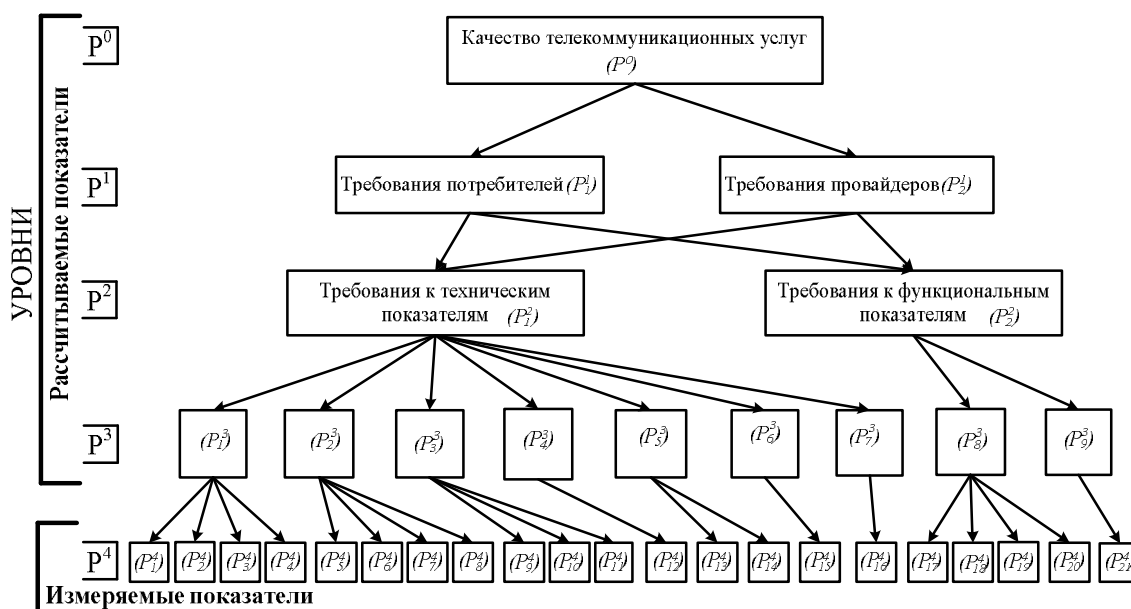 P⁰
Качество телекоммуникационных услуг
(P⁰)
P¹
Требования потребителей (P₁¹)
Требования провайдеров (P₂¹)
УРОВНИ
Рассчитываемые показатели
P²
Требования к техническим
показателям (P₁²)
Требования к функциональным
показателям (P₂²)
P³
(P₁³) (P₂³) (P₃³) (P₄³) (P₅³) (P₆³) (P₇³) (P₈³) (P₉³)
P⁴
(P₁⁴) (P₂⁴) (P₃⁴) (P₄⁴) (P₅⁴) (P₆⁴) (P₇⁴) (P₈⁴) (P₉⁴) (P₁₀⁴) (P₁₁⁴) (P₁₂⁴) (P₁₃⁴) (P₁₄⁴) (P₁₅⁴) (P₁₆⁴) (P₁₇⁴) (P₁₈⁴) (P₁₉⁴) (P₂₀⁴) (P₂₁⁴)
Измеряемые показатели